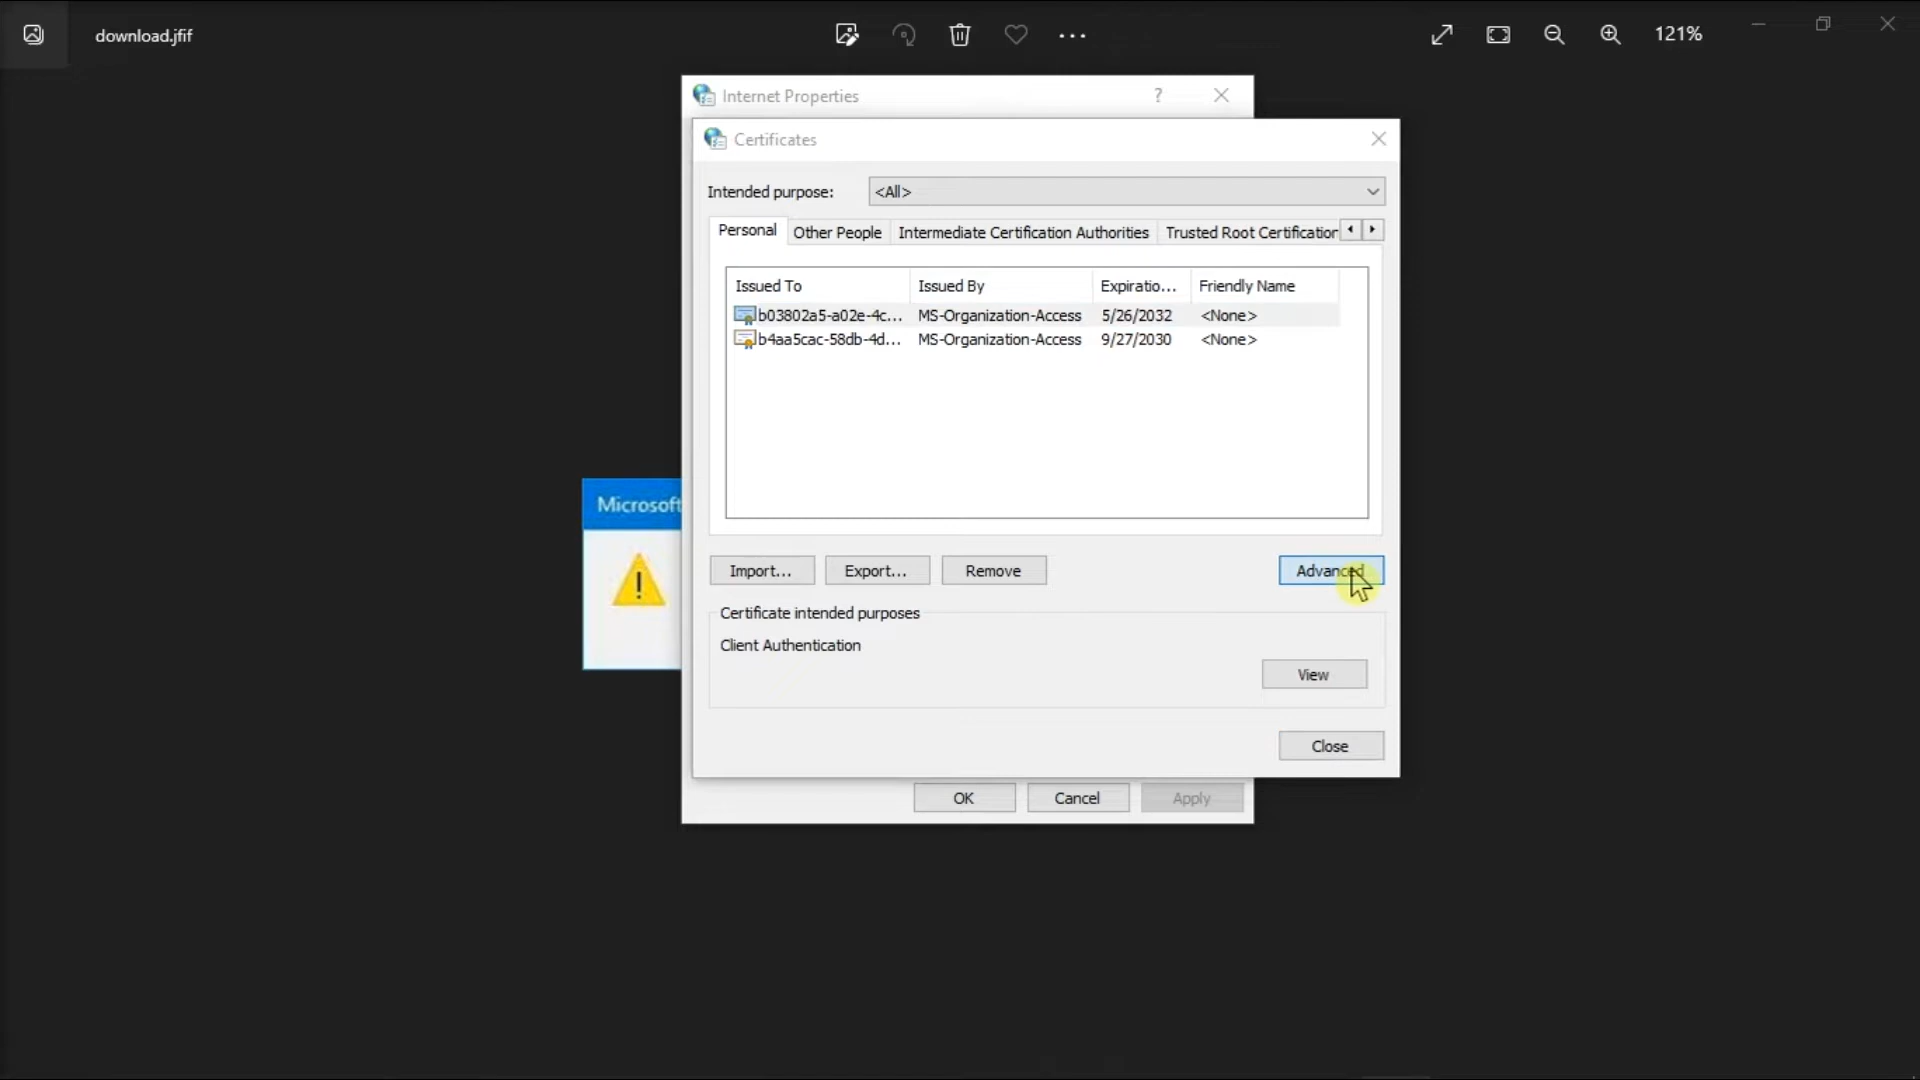 download.jfif
121%
Internet Properties
?
Certificates
Intended purpose:
<All>
Personal
Other People
Intermediate Certification Authorities
Trusted Root Certification
Issued To
Issued By
Expiratio...
Friendly Name
b03802a5-a02e-4c... MS-Organization-Access 5/26/2032 <None>
b4aa5cac-58db-4d... MS-Organization-Access 9/27/2030 <None>
Microsoft
!
Import...
Export...
Remove
Advanced
Certificate intended purposes
Client Authentication
View
Close
OK
Cancel
Apply